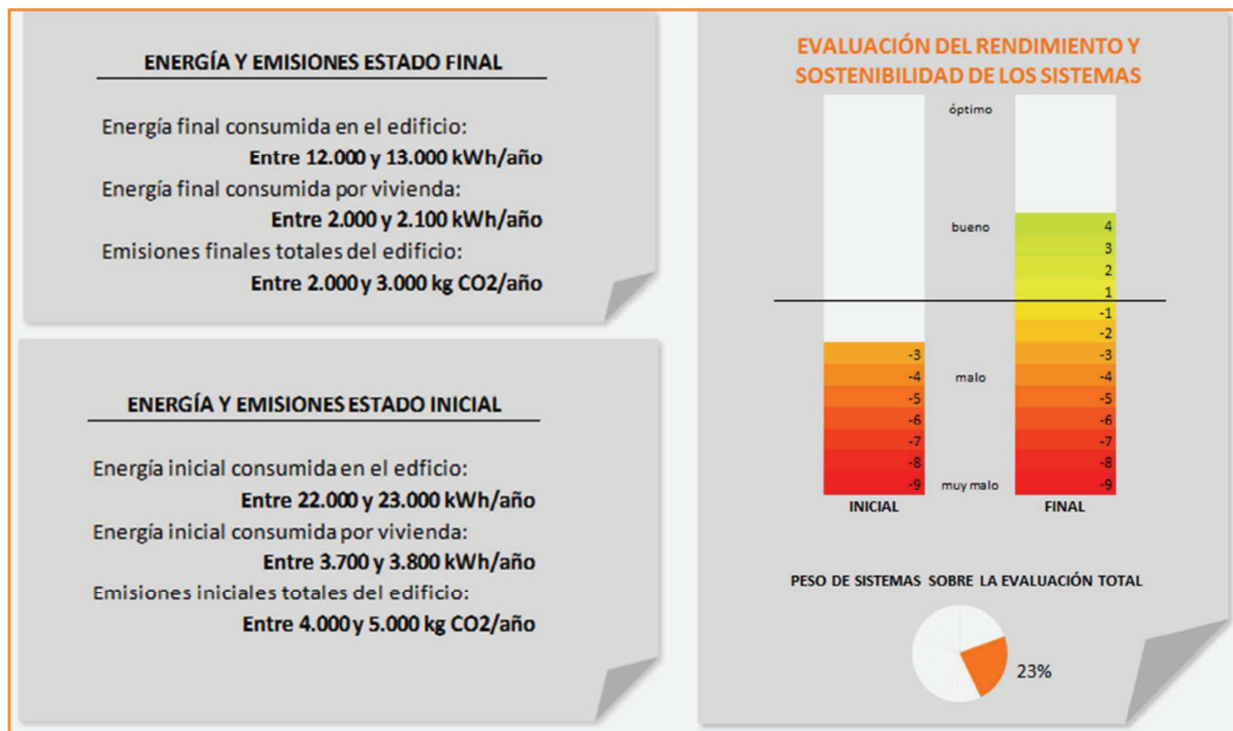 ENERGÍA Y EMISIONES ESTADO FINAL
Energía final consumida en el edificio:
Entre 12.000 y 13.000 kWh/año
Energía final consumida por vivienda:
Entre 2.000 y 2.100 kWh/año
Emisiones finales totales del edificio:
Entre 2.000 y 3.000 kg CO2/año
ENERGÍA Y EMISIONES ESTADO INICIAL
Energía inicial consumida en el edficio:
Entre 22.000 y 23.000 kWh/año
Energía inicial consumida por vivienda:
Entre 3.700 y 3.800 kWh/año
Emisiones iniciales totales del edificio:
Entre 4.000 y 5.000 kg CO2/año
EVALUACIÓN DEL RENDIMIENTO Y
SOSTENIBILIDAD DE LOS SISTEMAS
óptimo
bueno 4
3
2
1
-1
-2
-3 -3
-4 malo -4
-5 -5
-6 -6
-7 -7
-8 -8
-9 muy malo -9
INICIAL FINAL
PESO DE SISTEMAS SOBRE LA EVALUACIÓN TOTAL
23%